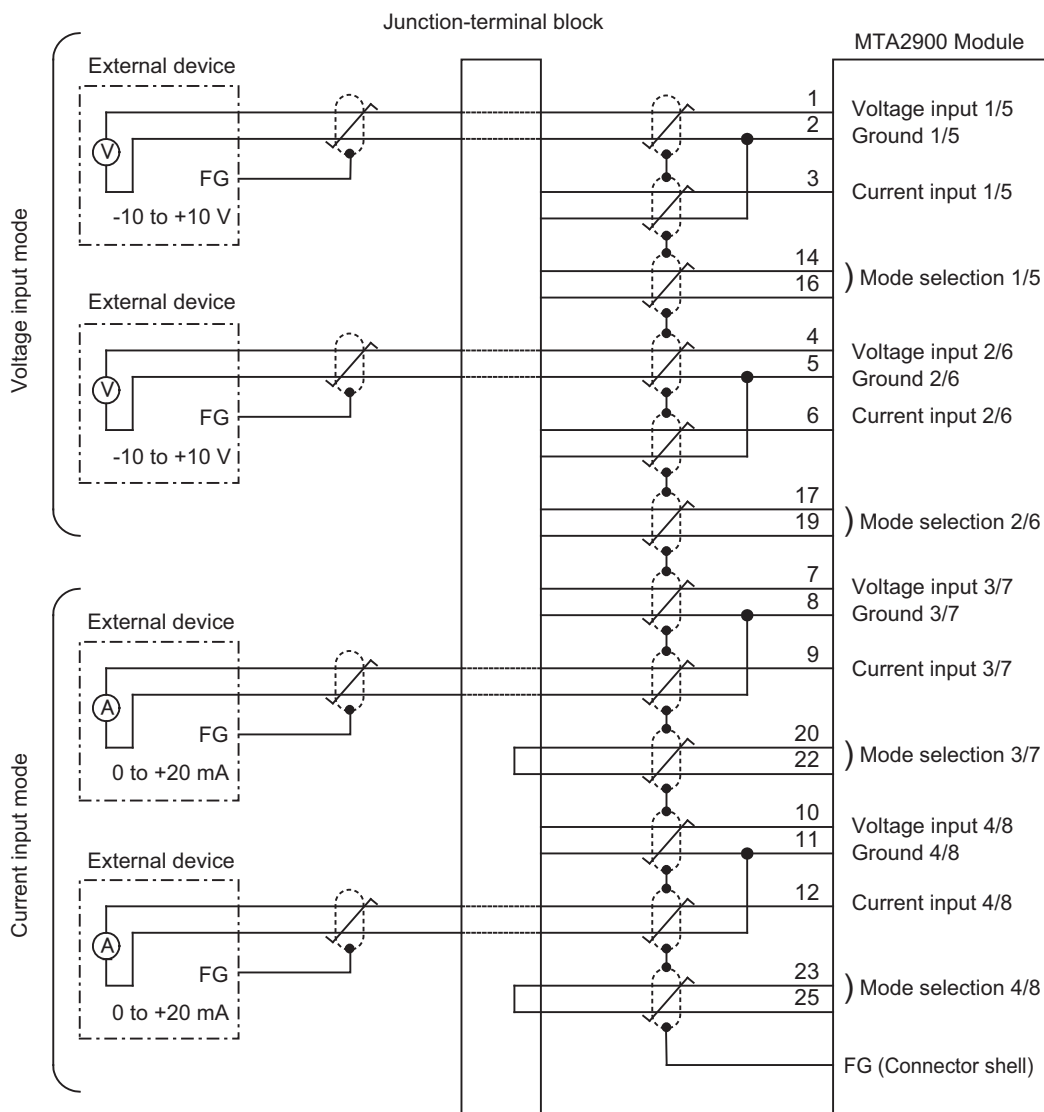 Junction-terminal block
MTA2900 Module
Voltage input mode
External device
V
FG
-10 to +10 V
External device
V
FG
-10 to +10 V
Current input mode
External device
A
FG
0 to +20 mA
External device
A
FG
0 to +20 mA
1 Voltage input 1/5
2 Ground 1/5
3 Current input 1/5
14
16
) Mode selection 1/5
4 Voltage input 2/6
5 Ground 2/6
6 Current input 2/6
17
19
) Mode selection 2/6
7 Voltage input 3/7
8 Ground 3/7
9 Current input 3/7
20
22
) Mode selection 3/7
10 Voltage input 4/8
11 Ground 4/8
12 Current input 4/8
23
25
) Mode selection 4/8
FG (Connector shell)